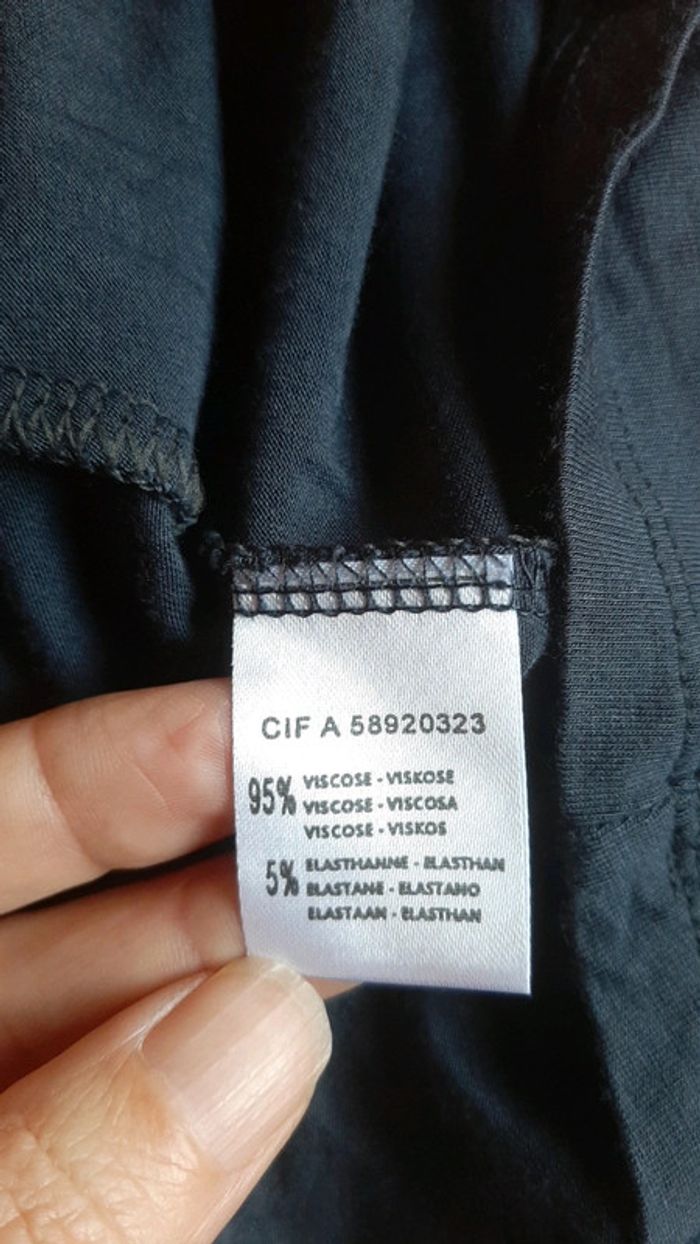 CIF A 58920323
95% VISCOSE - VISKOSE
VISCOSE - VISCOSA
VISCOSE - VISKOS
5% ELASTHANNE - ELASTHAN
ELASTANE - ELASTANO
ELASTAAN - ELASTHAN